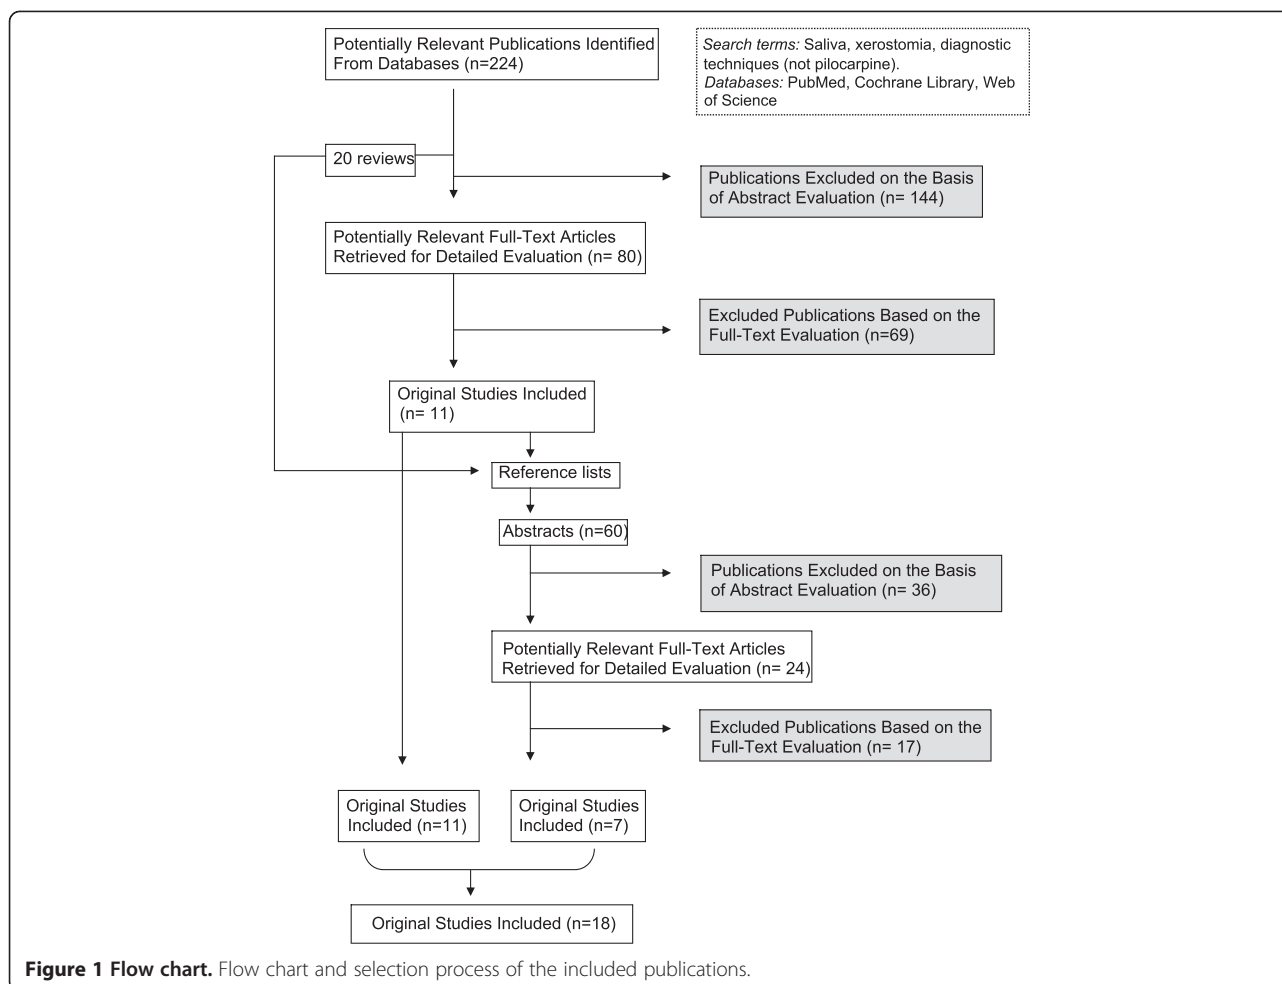 Potentially Relevant Publications Identified
From Databases (n=224)
Search terms: Saliva, xerostomia, diagnostic
techniques (not pilocarpine).
Databases: PubMed, Cochrane Library, Web
of Science
20 reviews
Publications Excluded on the Basis
of Abstract Evaluation (n= 144)
Potentially Relevant Full-Text Articles
Retrieved for Detailed Evaluation (n= 80)
Excluded Publications Based on the
Full-Text Evaluation (n=69)
Original Studies Included
(n= 11)
Reference lists
Abstracts (n=60)
Publications Excluded on the Basis
of Abstract Evaluation (n= 36)
Potentially Relevant Full-Text Articles
Retrieved for Detailed Evaluation (n= 24)
Excluded Publications Based on the
Full-Text Evaluation (n= 17)
Original Studies
Included (n=11)
Original Studies
Included (n=7)
Original Studies Included (n=18)
Figure 1 Flow chart. Flow chart and selection process of the included publications.